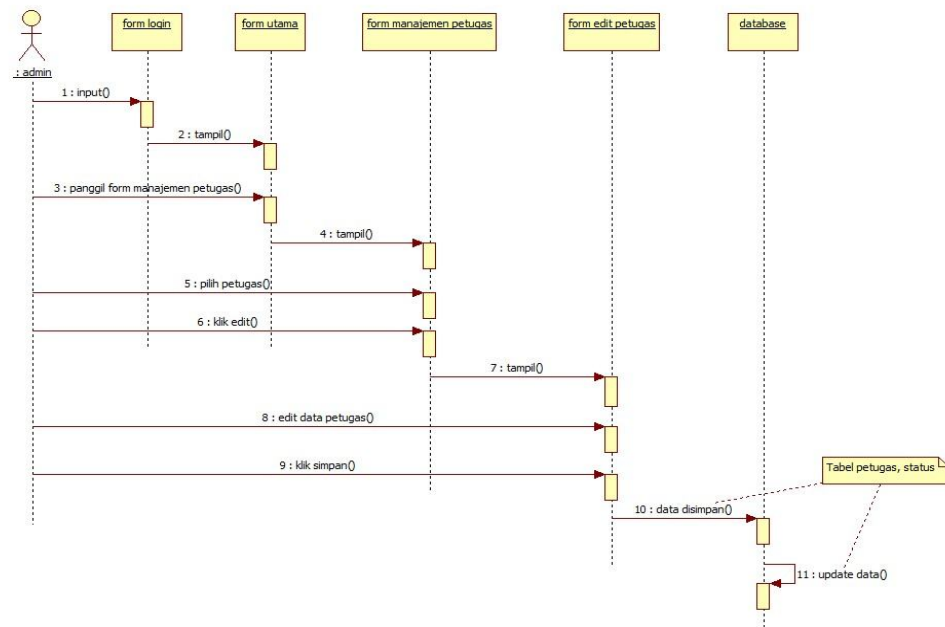 form login
form utama
form manajemen petugas
form edit petugas
database
: admin
1 : input()
2 : tampil()
3 : panggil form manajemen petugas()
4 : tampil()
5 : pilih petugas()
6 : klik edit()
7 : tampil()
8 : edit data petugas()
9 : klik simpan()
Tabel petugas, status
10 : data disimpan()
11 : update data()